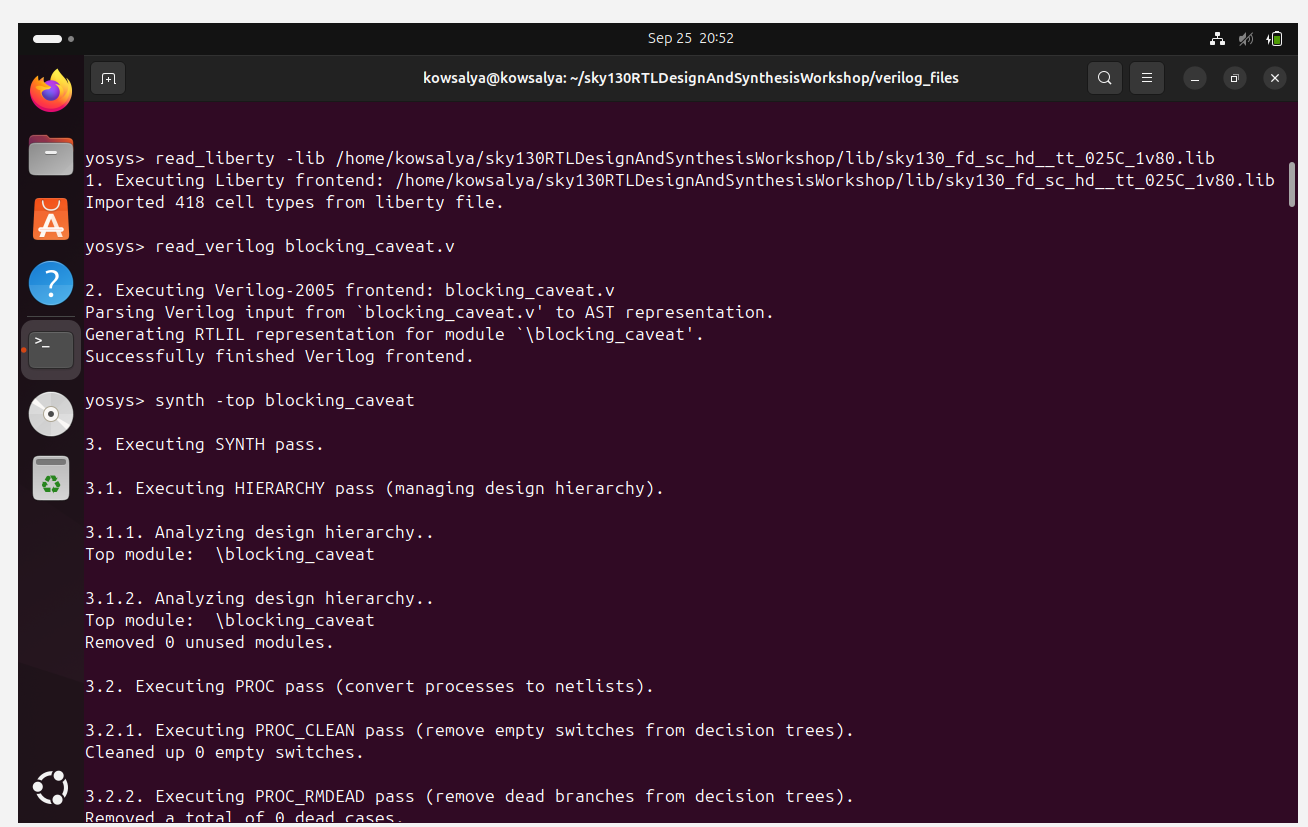 Sep 25 20:52
kowsalya@kowsalya: ~/sky130RTLDesignAndSynthesisWorkshop/verilog_files
yosys> read_liberty -lib /home/kowsalya/sky130RTLDesignAndSynthesisWorkshop/lib/sky130_fd_sc_hd__tt_025C_1v80.lib
1. Executing Liberty frontend: /home/kowsalya/sky130RTLDesignAndSynthesisWorkshop/lib/sky130_fd_sc_hd__tt_025C_1v80.lib
Imported 418 cell types from liberty file.
yosys> read_verilog blocking_caveat.v
2. Executing Verilog-2005 frontend: blocking_caveat.v
Parsing Verilog input from `blocking_caveat.v' to AST representation.
Generating RTLIL representation for module `\blocking_caveat'.
Successfully finished Verilog frontend.
yosys> synth -top blocking_caveat
3. Executing SYNTH pass.
3.1. Executing HIERARCHY pass (managing design hierarchy).
3.1.1. Analyzing design hierarchy..
Top module:  \blocking_caveat
3.1.2. Analyzing design hierarchy..
Top module:  \blocking_caveat
Removed 0 unused modules.
3.2. Executing PROC pass (convert processes to netlists).
3.2.1. Executing PROC_CLEAN pass (remove empty switches from decision trees).
Cleaned up 0 empty switches.
3.2.2. Executing PROC_RMDEAD pass (remove dead branches from decision trees).
Removed a total of 0 dead cases.